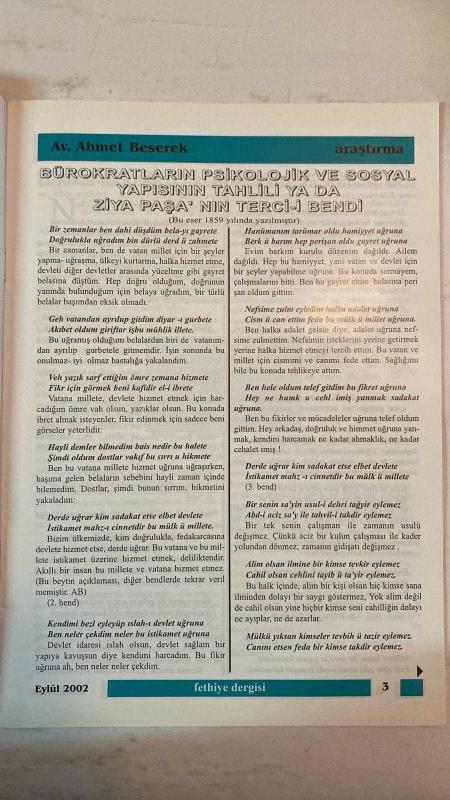 Av. Ahmet Beserek
araştırma
BÜROKRATLARIN PSİKOLOJİK VE SOSYAL
YAPISININ TAHLİLİ YA DA
ZİYA PAŞA' NIN TERCİ-İ BENDİ
(Bu eser 1859 yılında yazılmıştır)
Bir zemanlar ben dahi düşdüm bela-yı gayrete
Doğrulukla uğradım bin dürlü derd ü zahmete
Bir zamanlar, ben de vatan millet için bir şeyler
yapma- uğraşma, ülkeyi kurtarma, halka hizmet etme,
devleti diğer devletler arasında yüceltme gibi gayret
belasına düştüm. Hep doğru olduğum, doğrunun
yanında bulunduğum için belaya uğradım, bir türlü
belalar başımdan eksik olmadı.
Geh vatandan ayrılup gitdim diyar -ı gurbete
Akıbet oldum giriftar işbu mühlik illete.
Bu uğramış olduğum belalardan biri de vatanım-
dan ayrılıp gurbetele gitmemdir. İşin sonunda bu
onulmaz- iyi olmaz hastalığa yakalandım.
Veh yazık sarf ettiğim ömre zemana hizmete
Fikr için görmek beni kafidir el-i ibrete
Vatana millete, devlete hizmet etmek için har-
cadığım ömre vah olsun, yazıklar olsun. Bu konuda
ibret almak isteyenler, fikir edinmek için sadece beni
görseler yeterlidir.
Hayli demler bilmedim bais nedir bu halete
Şimdi oldum dostlar vakıf bu sırrı u hikmete
Ben bu vatana millete hizmet uğruna uğraşırken,
başıma gelen belaların sebebini hayli zaman içinde
bilemedim. Dostlar, şimdi bunun sırrını, hikmetini
yakaladım:
Derde uğrar kim sadakat etse elbet devlete
İstikamet mahz-ı cinnetdir bu mülk ü millete.
Bizim ülkemizde, kim doğrulukla, fedakarcasına
devlete hizmet etse, derde uğrar. Bu vatana ve bu mil-
lete istikamet üzerine hizmet etmek, deliliktendir.
Akıllı bir insan bu millete ve vatana hizmet etmez.
(Bu beytin açıklaması, diğer bendlerde tekrar veril
memiştir. AB)
(2. bend)
Kendimi bezl eyleyüp ıslah-ı devlet uğruna
Ben neler çekdim neler bu istikamet uğruna
Devlet idaresi ıslah olsun, devlet sağlam bir
yapıya kavuşsun diye kendimi harcadım. Bu fikir
uğruna ah, ben neler neler çekdim.
Hanümanım tarümar oldu hamiyyet uğruna
Berk ü barım hep perişan oldu gayret uğruna
Evim barkım kurulu düzenim dağıldı. Ailem
dağıldı. Hep bu hamiyyet, yani vatan ve devlet için
bir şeyler yapabilme uğruna. Bu konuda sermayem,
çalışmalarım bitti. Ben bu gayret etme belasına peri
şan oldum gittim.
Nefsime zulm eyledim halka adalet uğruna
Cism ü can ettim feda bu mülk ü millet uğruna.
Ben halka adalet gelsin diye, adalet uğruna nef-
sime zulmettim. Nefsimin isteklerini yerine getirmek
yerine halka hizmet etmeyi tercih ettim. Bu vatan ve
millet için cismimi ve canımı feda ettim. Sağlığımı
bile bu konuda tehlikeye attım.
Ben hele oldum telef gitdim bu fikret uğruna
Hey ne humk u cehl imiş yanmak sadakat
uğruna.
Ben bu fikirler ve mücadeleler uğruna telef oldum
gittim. Hey arkadaş, doğruluk ve himmet uğruna yan-
mak, kendini harcamak ne kadar ahmaklık, ne kadar
cehalet imiş !
Derde uğrar kim sadakat etse elbet devlete
İstikamet mahz -ı cinnetdir bu mülk ü millete
(3. bend)
Bir senin sa'yin usul-i dehri tağyir eylemez
Abd-i aciz sa'y ile tahvil-i takdir eylemez
Bir tek senin çalışman ile zamanın usulü
değişmez. Çünkü aciz bir kulun çalışması ile kader
yolundan dönmez; zamanın gidişatı değişmez .
Alim olsan ilmine bir kimse tevkir eylemez
Cahil olsan cehlini tayib ü ta'yir eylemez.
Bu halk içinde, alim bir kişi olsan hiç kimse sana
ilminden dolayı bir saygı göstermez, Yok alim değil
de cahil olsan yine hiçbir kimse seni cahilliğin dolayı
ne ayıplar, ne de azarlar.
Mülkü yıksan kimseler tevbih ü tazir eylemez
Canını etsen feda bir kimse takdir eylemez.
Eylül 2002
fethiye dergisi
3